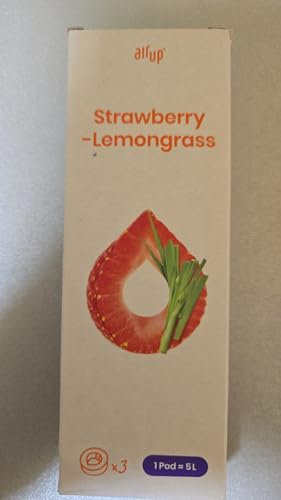 air up®
Strawberry
-Lemongrass
x3
1 Pod ≈ 5L